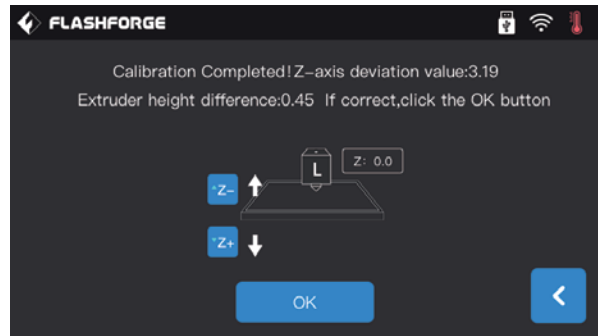 FLASHFORGE
Calibration Completed!Z-axis deviation value:3.19
Extruder height difference:0.45 If correct,click the OK button
L
Z: 0.0
Z-
Z+
OK